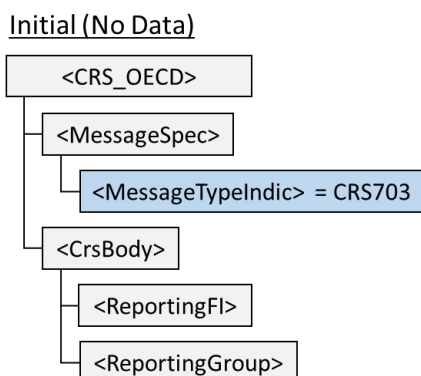 Initial (No Data)
<CRS_OECD>
<MessageSpec>
<MessageTypeIndic> = CRS703
<CrsBody>
<ReportingFI>
<ReportingGroup>